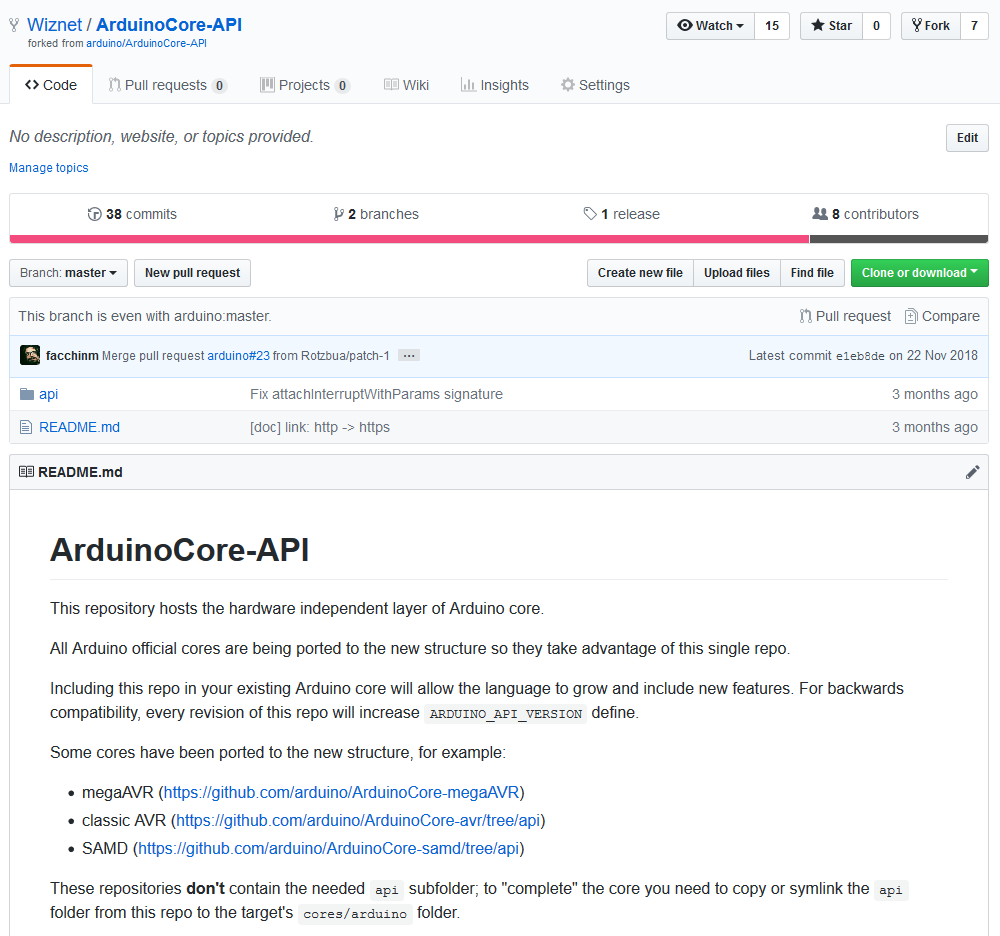 Wiznet / ArduinoCore-API
Watch 15 Star 0 Fork 7
forked from arduino/ArduinoCore-API
Code Pull requests 0 Projects 0 Wiki Insights Settings
No description, website, or topics provided.
Edit
Manage topics
38 commits 2 branches 1 release 8 contributors
Branch: master New pull request Create new file Upload files Find file Clone or download
This branch is even with arduino:master. Pull request Compare
facchinm Merge pull request arduino#23 from Rotzbua/patch-1 ... Latest commit e1eb8de on 22 Nov 2018
api Fix attachInterruptWithParams signature 3 months ago
README.md [doc] link: http -> https 3 months ago
README.md
ArduinoCore-API
This repository hosts the hardware independent layer of Arduino core.
All Arduino official cores are being ported to the new structure so they take advantage of this single repo.
Including this repo in your existing Arduino core will allow the language to grow and include new features. For backwards
compatibility, every revision of this repo will increase ARDUINO_API_VERSION define.
Some cores have been ported to the new structure, for example:
• megaAVR (https://github.com/arduino/ArduinoCore-megaAVR)
• classic AVR (https://github.com/arduino/ArduinoCore-avr/tree/api)
• SAMD (https://github.com/arduino/ArduinoCore-samd/tree/api)
These repositories don't contain the needed api subfolder; to "complete" the core you need to copy or symlink the api
folder from this repo to the target's cores/arduino folder.